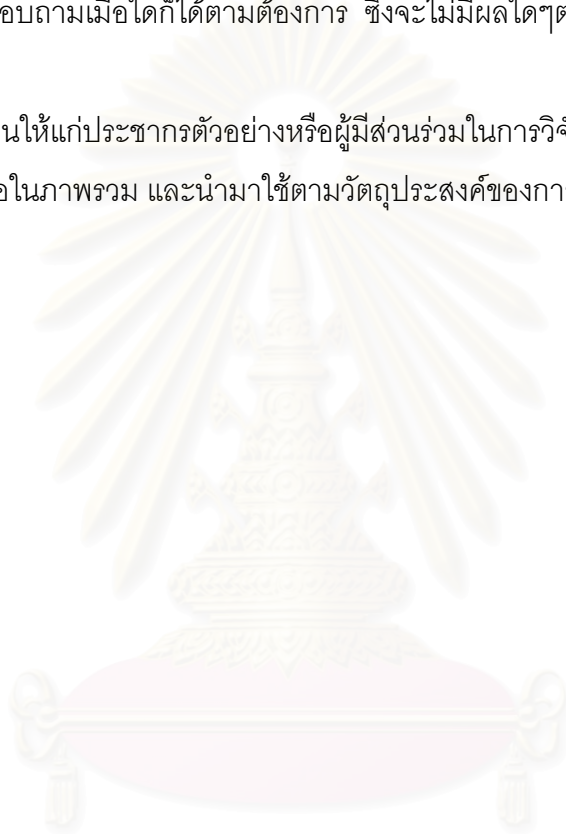 อบถามเมื่อใดก็ได้ตามต้องการ ซึ่งจะไม่มีผลใดๆต
นให้แก่ประชากรตัวอย่างหรือผู้มีส่วนร่วมในการวิจั
อในภาพรวม และนำมาใช้ตามวัตถุประสงค์ของกา